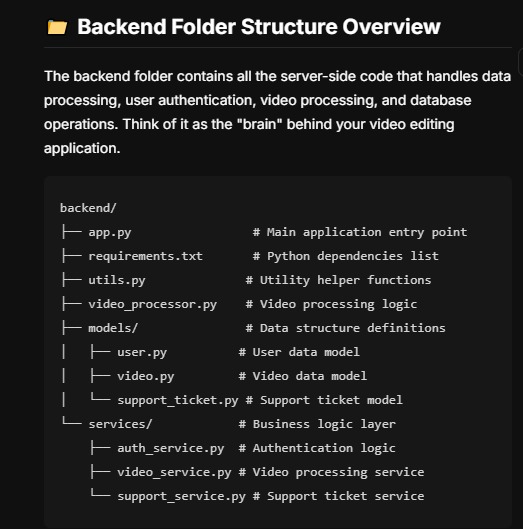 📁 Backend Folder Structure Overview
The backend folder contains all the server-side code that handles data
processing, user authentication, video processing, and database
operations. Think of it as the "brain" behind your video editing
application.
backend/
├── app.py                 # Main application entry point
├── requirements.txt       # Python dependencies list
├── utils.py              # Utility helper functions
├── video_processor.py    # Video processing logic
├── models/               # Data structure definitions
│   ├── user.py          # User data model
│   ├── video.py         # Video data model
│   └── support_ticket.py # Support ticket model
└── services/            # Business logic layer
    ├── auth_service.py  # Authentication logic
    ├── video_service.py # Video processing service
    └── support_service.py # Support ticket service